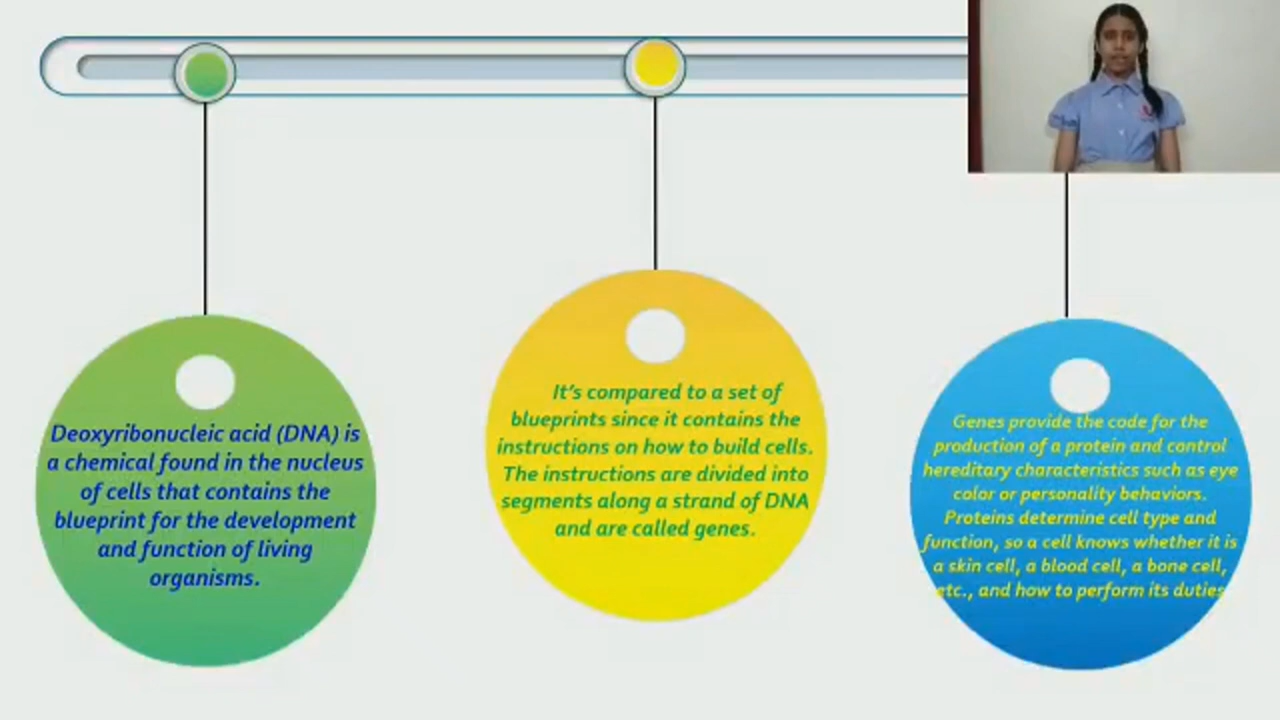 Deoxyribonucleic acid (DNA) is
a chemical found in the nucleus
of cells that contains the
blueprint for the development
and function of living
organisms.
It's compared to a set of
blueprints since it contains the
instructions on how to build cells.
The instructions are divided into
segments along a strand of DNA
and are called genes.
Genes provide the code for the
production of a protein and control
hereditary characteristics such as eye
color or personality behaviors.
Proteins determine cell type and
function, so a cell knows whether it is
a skin cell, a blood cell, a bone cell,
etc., and how to perform its duties